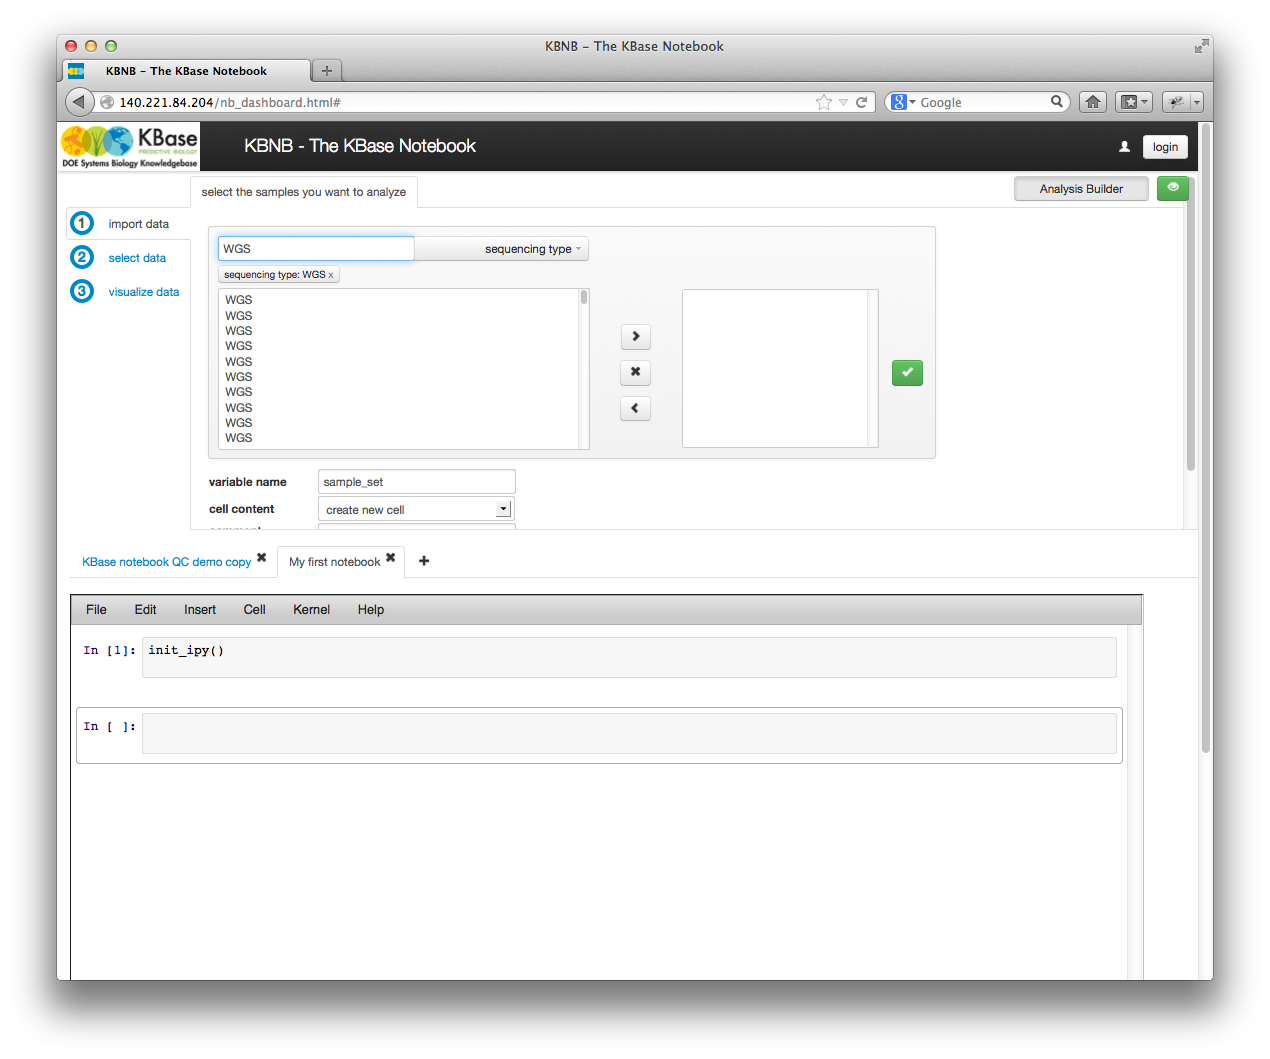 KBNB - The KBase Notebook
KBNB - The KBase Notebook
140.221.84.204/nb_dashboard.html#
Google
KBase
PREDICTIVE BIOLOGY
DOE Systems Biology Knowledgebase
KBNB - The KBase Notebook
login
select the samples you want to analyze
Analysis Builder
1 import data
2 select data
3 visualize data
WGS
sequencing type
sequencing type: WGS x
WGS
WGS
WGS
WGS
WGS
WGS
WGS
WGS
WGS
WGS
variable name
sample_set
cell content
create new cell
KBase notebook QC demo copy
My first notebook
File Edit Insert Cell Kernel Help
In [1]: init_ipy()
In [ ]: